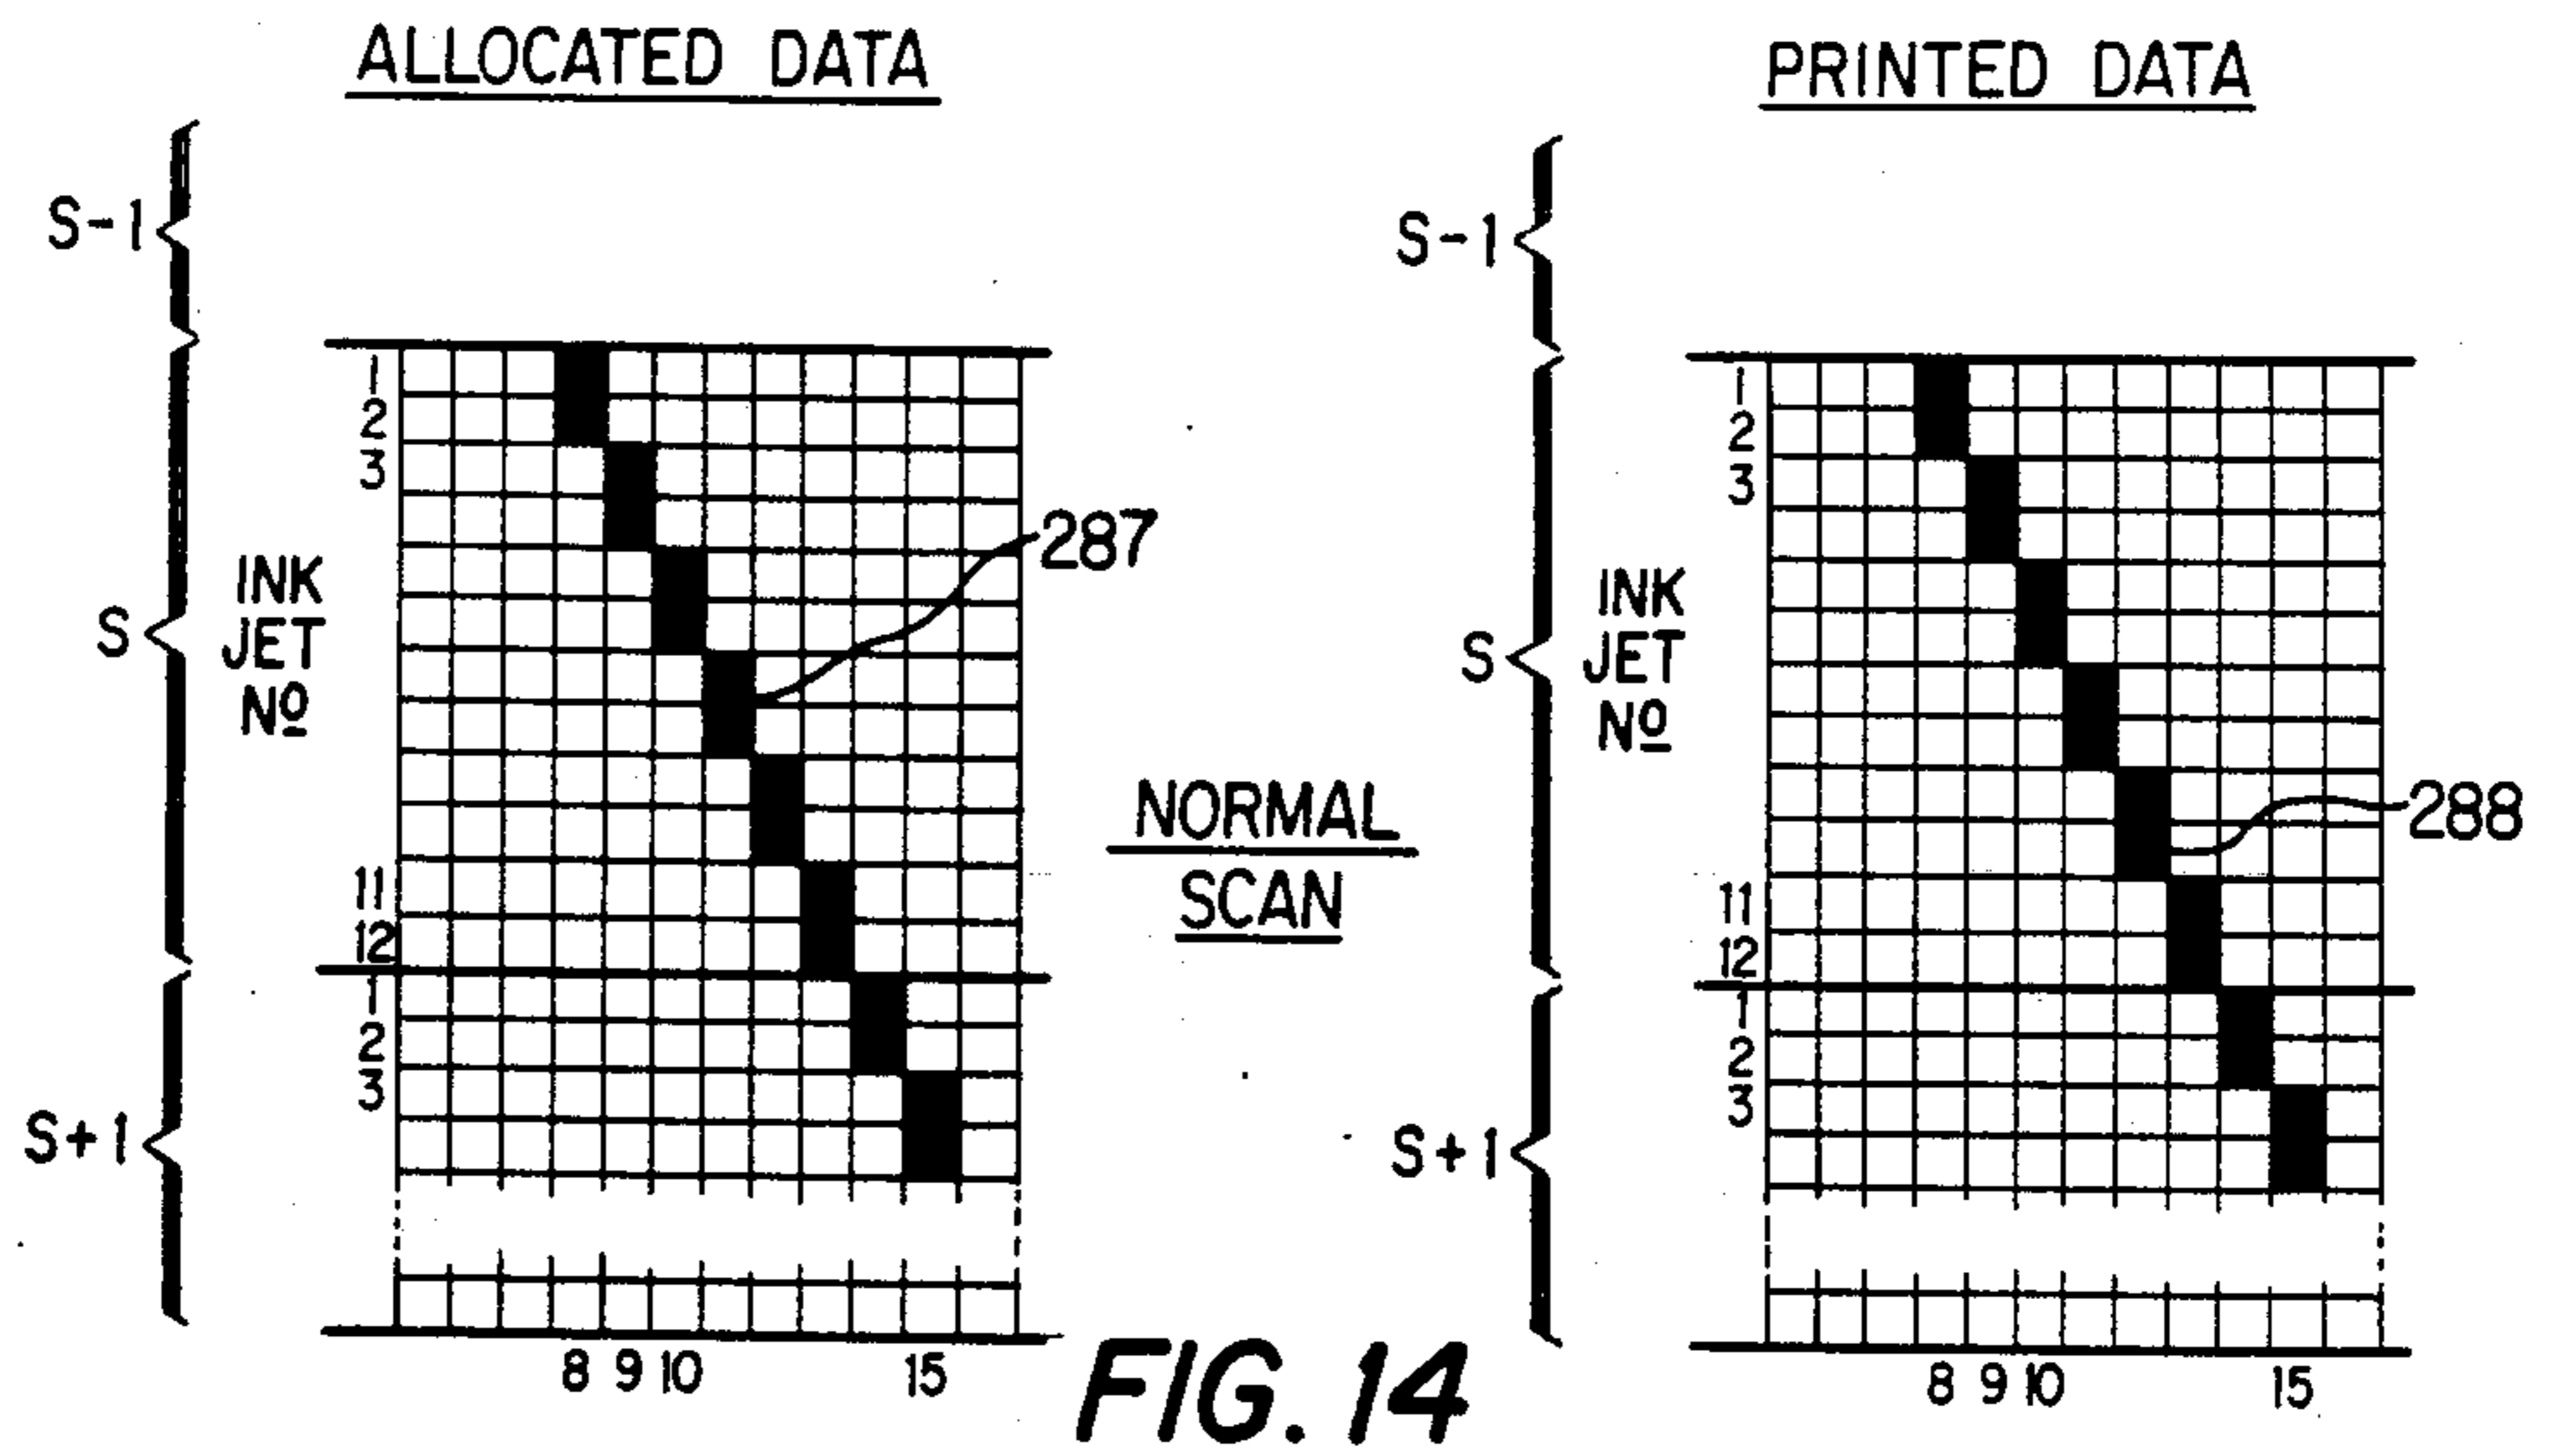 ALLOCATED DATA
S-1
S
INK
JET
Nº
1
2
3
11
12
1
2
3
S+1
287
8 9 10 15
NORMAL
SCAN
PRINTED DATA
S-1
S
INK
JET
Nº
1
2
3
11
12
1
2
3
S+1
288
8 9 10 15
FIG. 14